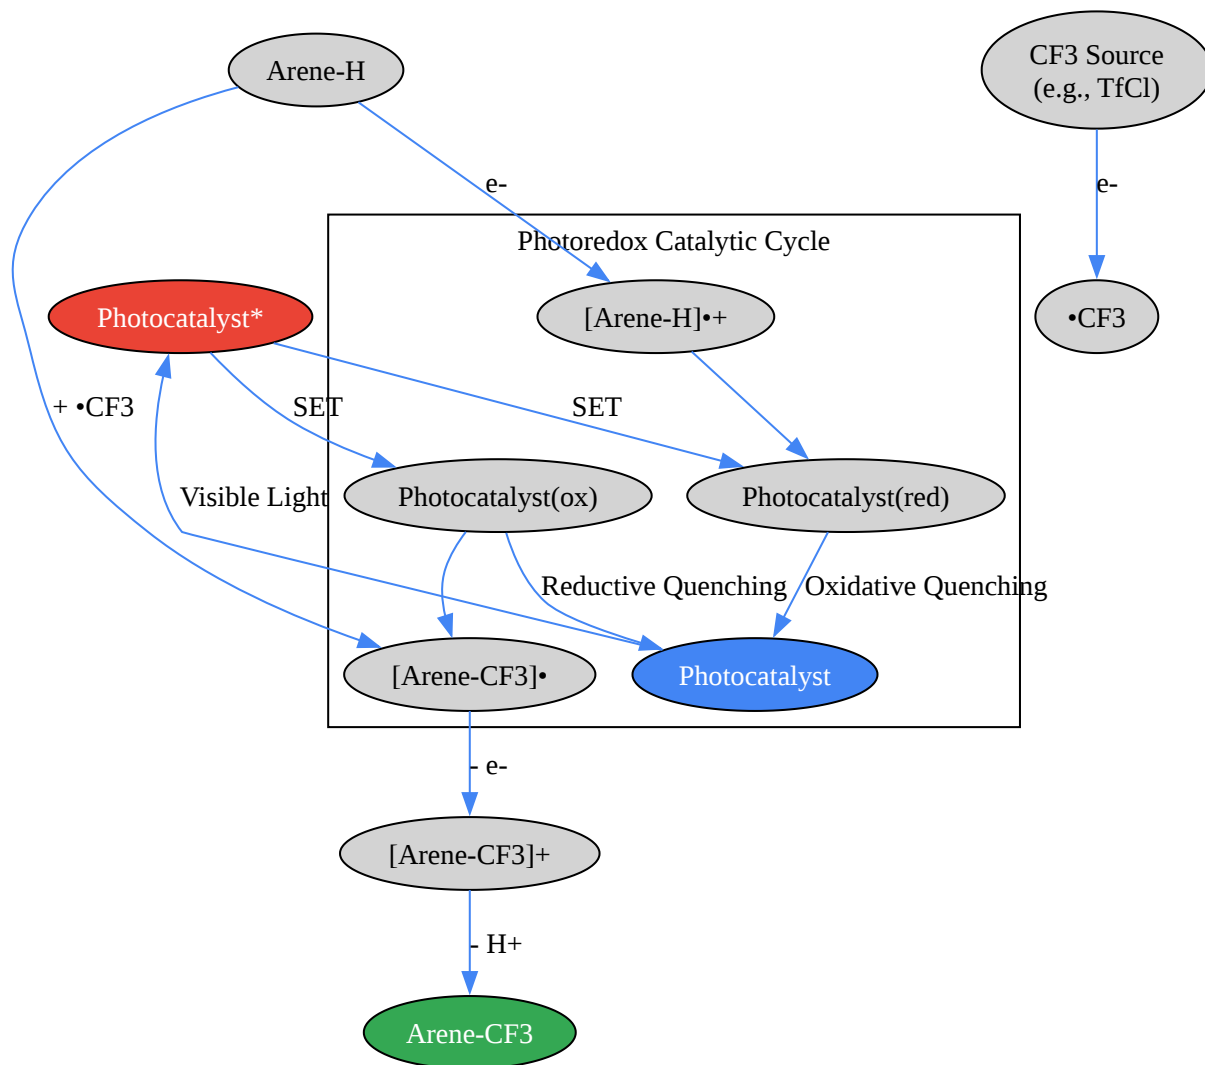 Arene-H
CF3 Source
(e.g., TfCl)
e-
e-
Photoredox Catalytic Cycle
Photocatalyst*
[Arene-H]•+
•CF3
+ •CF3
SET
SET
Visible Light
Photocatalyst(ox)
Photocatalyst(red)
Reductive Quenching
Oxidative Quenching
[Arene-CF3]•
Photocatalyst
- e-
[Arene-CF3]+
- H+
Arene-CF3